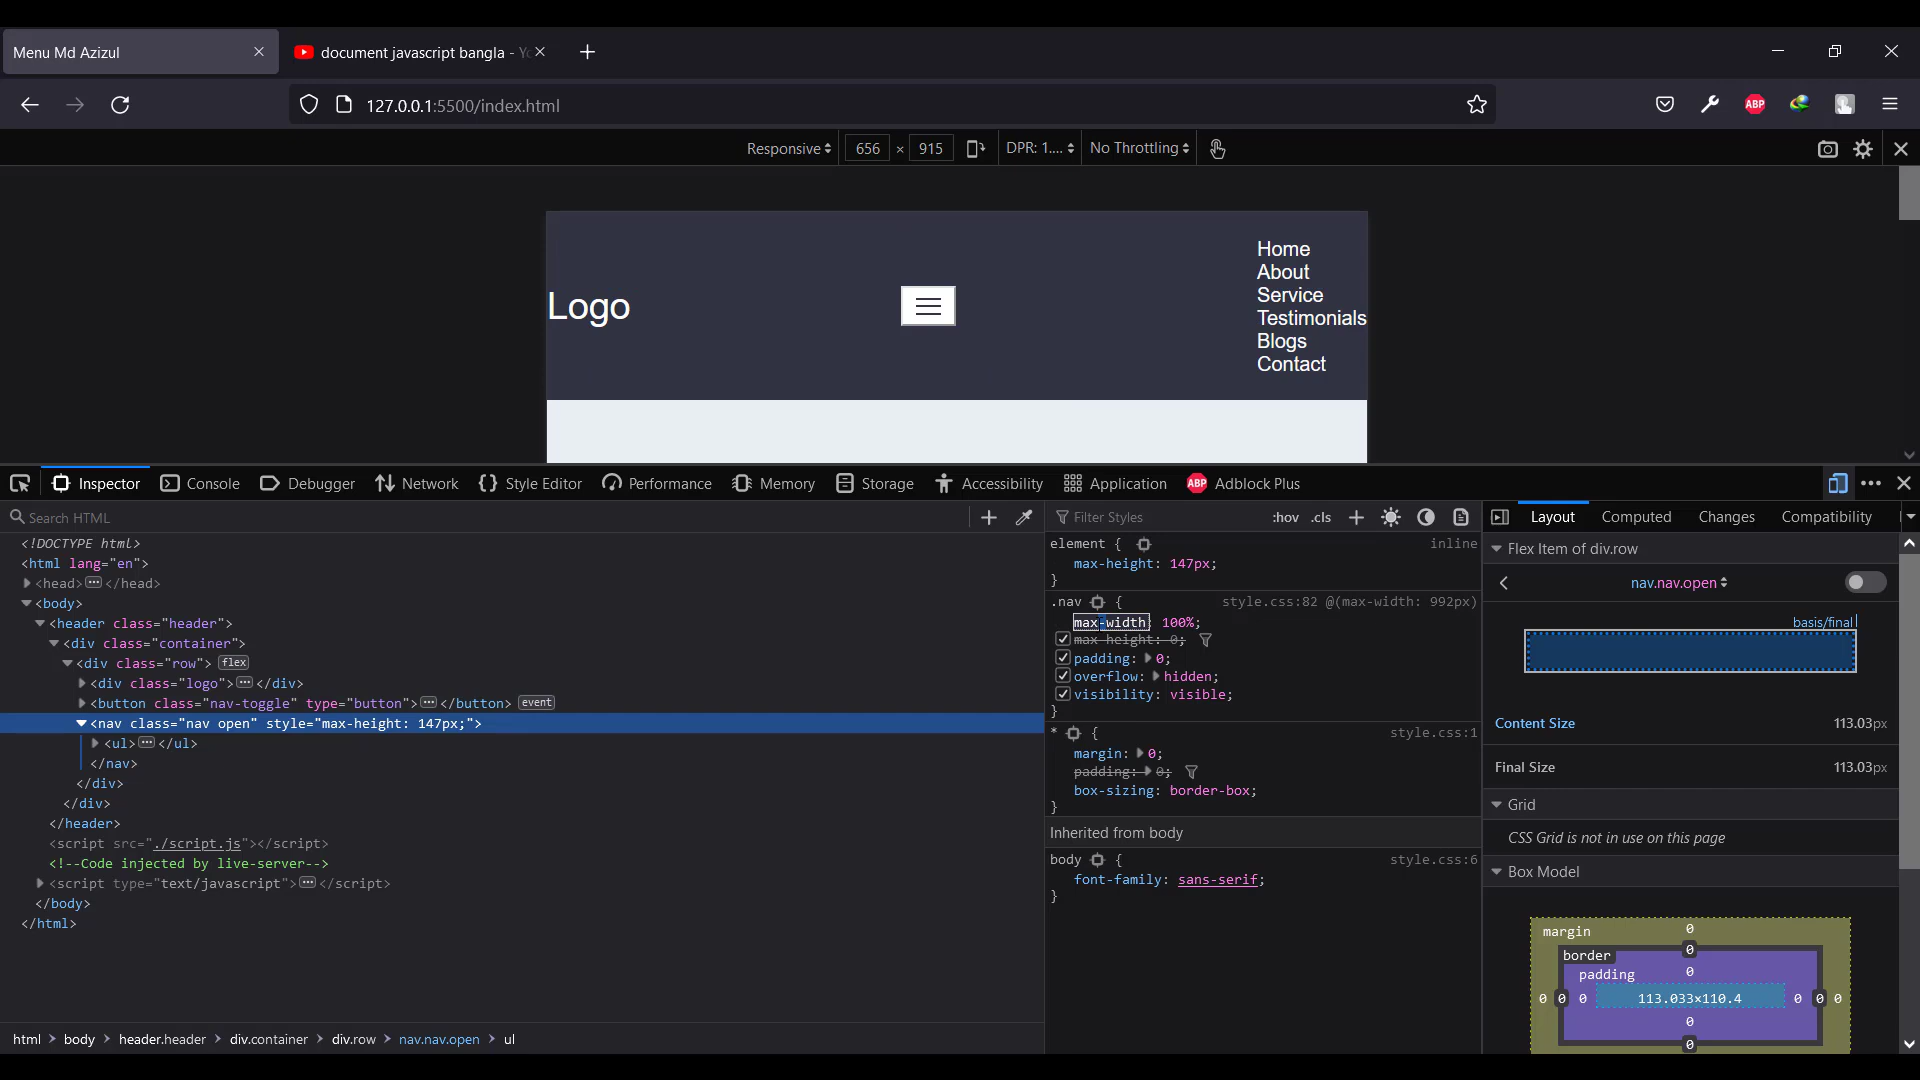 Menu Md Azizul
document javascript bangla - Yo
127.0.0.1:5500/index.html
ABP
Responsive 656 × 915 DPR: 1.... No Throttling
Home
About
Service
Logo
Testimonials
Blogs
Contact
Inspector Console Debugger Network Style Editor Performance Memory Storage Accessibility Application ABP Adblock Plus
Search HTML
<!DOCTYPE html>
<html lang="en">
<head> ··· </head>
<body>
<header class="header">
<div class="container">
<div class="row"> flex
<div class="logo"> ··· </div>
<button class="nav-toggle" type="button"> ··· </button> event
<nav class="nav open" style="max-height: 147px;">
<ul> ··· </ul>
</nav>
</div>
</div>
</header>
<script src="./script.js"></script>
<!--Code injected by live-server-->
<script type="text/javascript"> ··· </script>
</body>
</html>
html > body > header.header > div.container > div.row > nav.nav.open > ul
Filter Styles :hov .cls
element { inline
max-height: 147px;
}
.nav { style.css:82 @(max-width: 992px)
max-width: 100%;
max-height: 0;
padding: 0;
overflow: hidden;
visibility: visible;
}
* { style.css:1
margin: 0;
padding: 0;
box-sizing: border-box;
}
Inherited from body
body { style.css:6
font-family: sans-serif;
}
Layout Computed Changes Compatibility
Flex Item of div.row
nav.nav.open
basis/final
Content Size 113.03px
Final Size 113.03px
Grid
CSS Grid is not in use on this page
Box Model
margin 0
border 0
padding 0
0 0 0 113.033×110.4 0 0 0
0
0